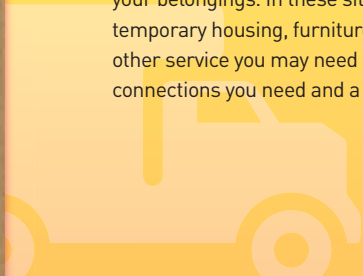 your belongings. In these
temporary housing, furnitur
other service you may need
connections you need and a